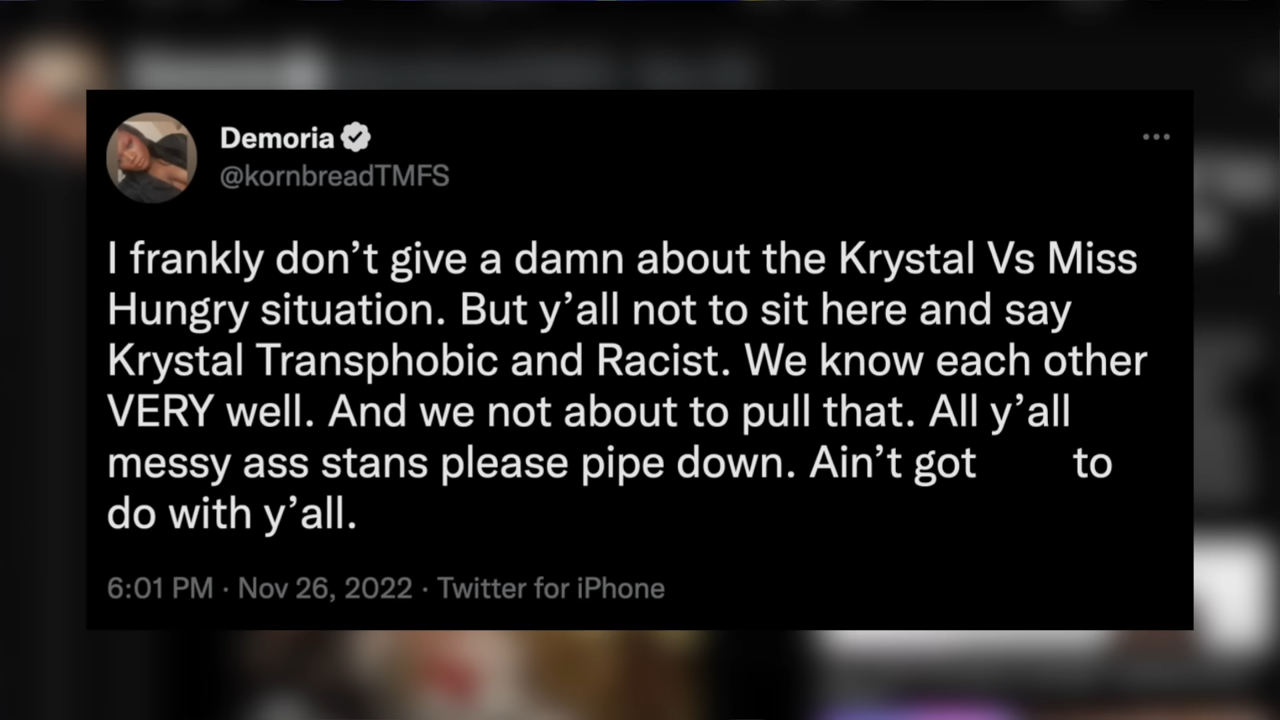 Demoria
@kornbreadTMFS
I frankly don’t give a damn about the Krystal Vs Miss
Hungry situation. But y’all not to sit here and say
Krystal Transphobic and Racist. We know each other
VERY well. And we not about to pull that. All y’all
messy ass stans please pipe down. Ain’t got to
do with y’all.
6:01 PM · Nov 26, 2022 · Twitter for iPhone